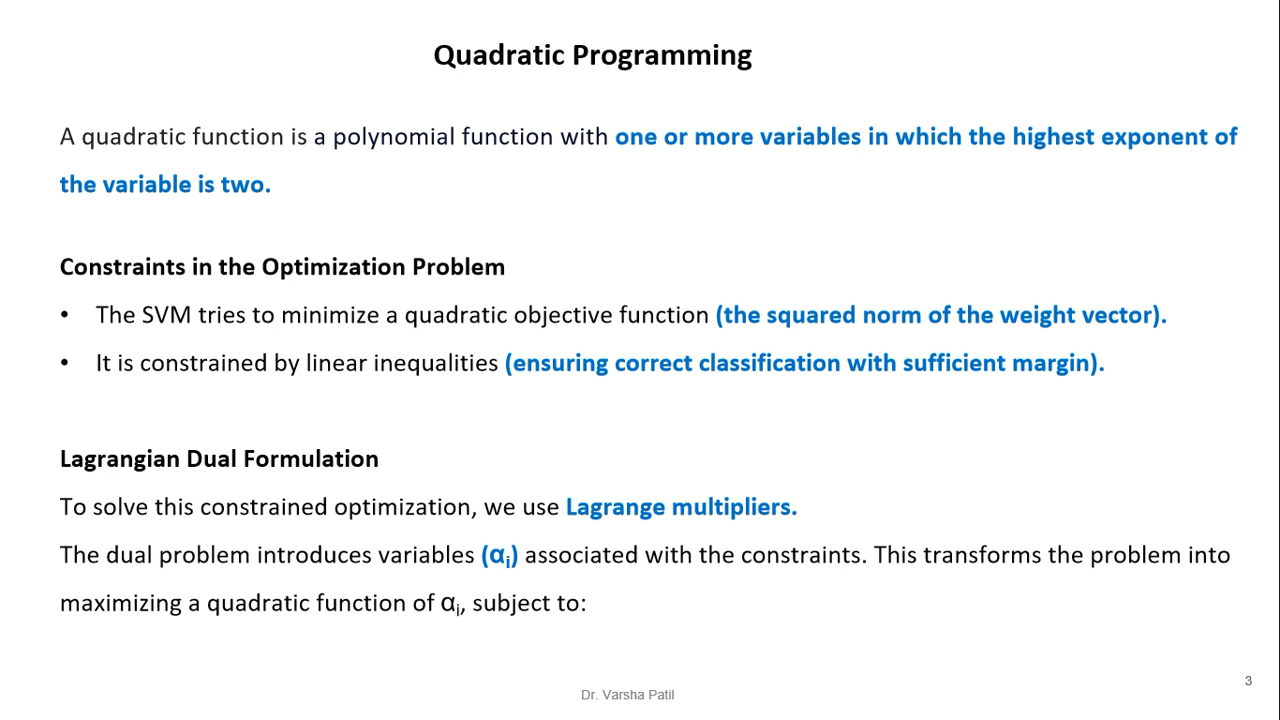 Quadratic Programming
A quadratic function is a polynomial function with one or more variables in which the highest exponent of
the variable is two.
Constraints in the Optimization Problem
• The SVM tries to minimize a quadratic objective function (the squared norm of the weight vector).
• It is constrained by linear inequalities (ensuring correct classification with sufficient margin).
Lagrangian Dual Formulation
To solve this constrained optimization, we use Lagrange multipliers.
The dual problem introduces variables (αᵢ) associated with the constraints. This transforms the problem into
maximizing a quadratic function of αᵢ, subject to:
3
Dr. Varsha Patil